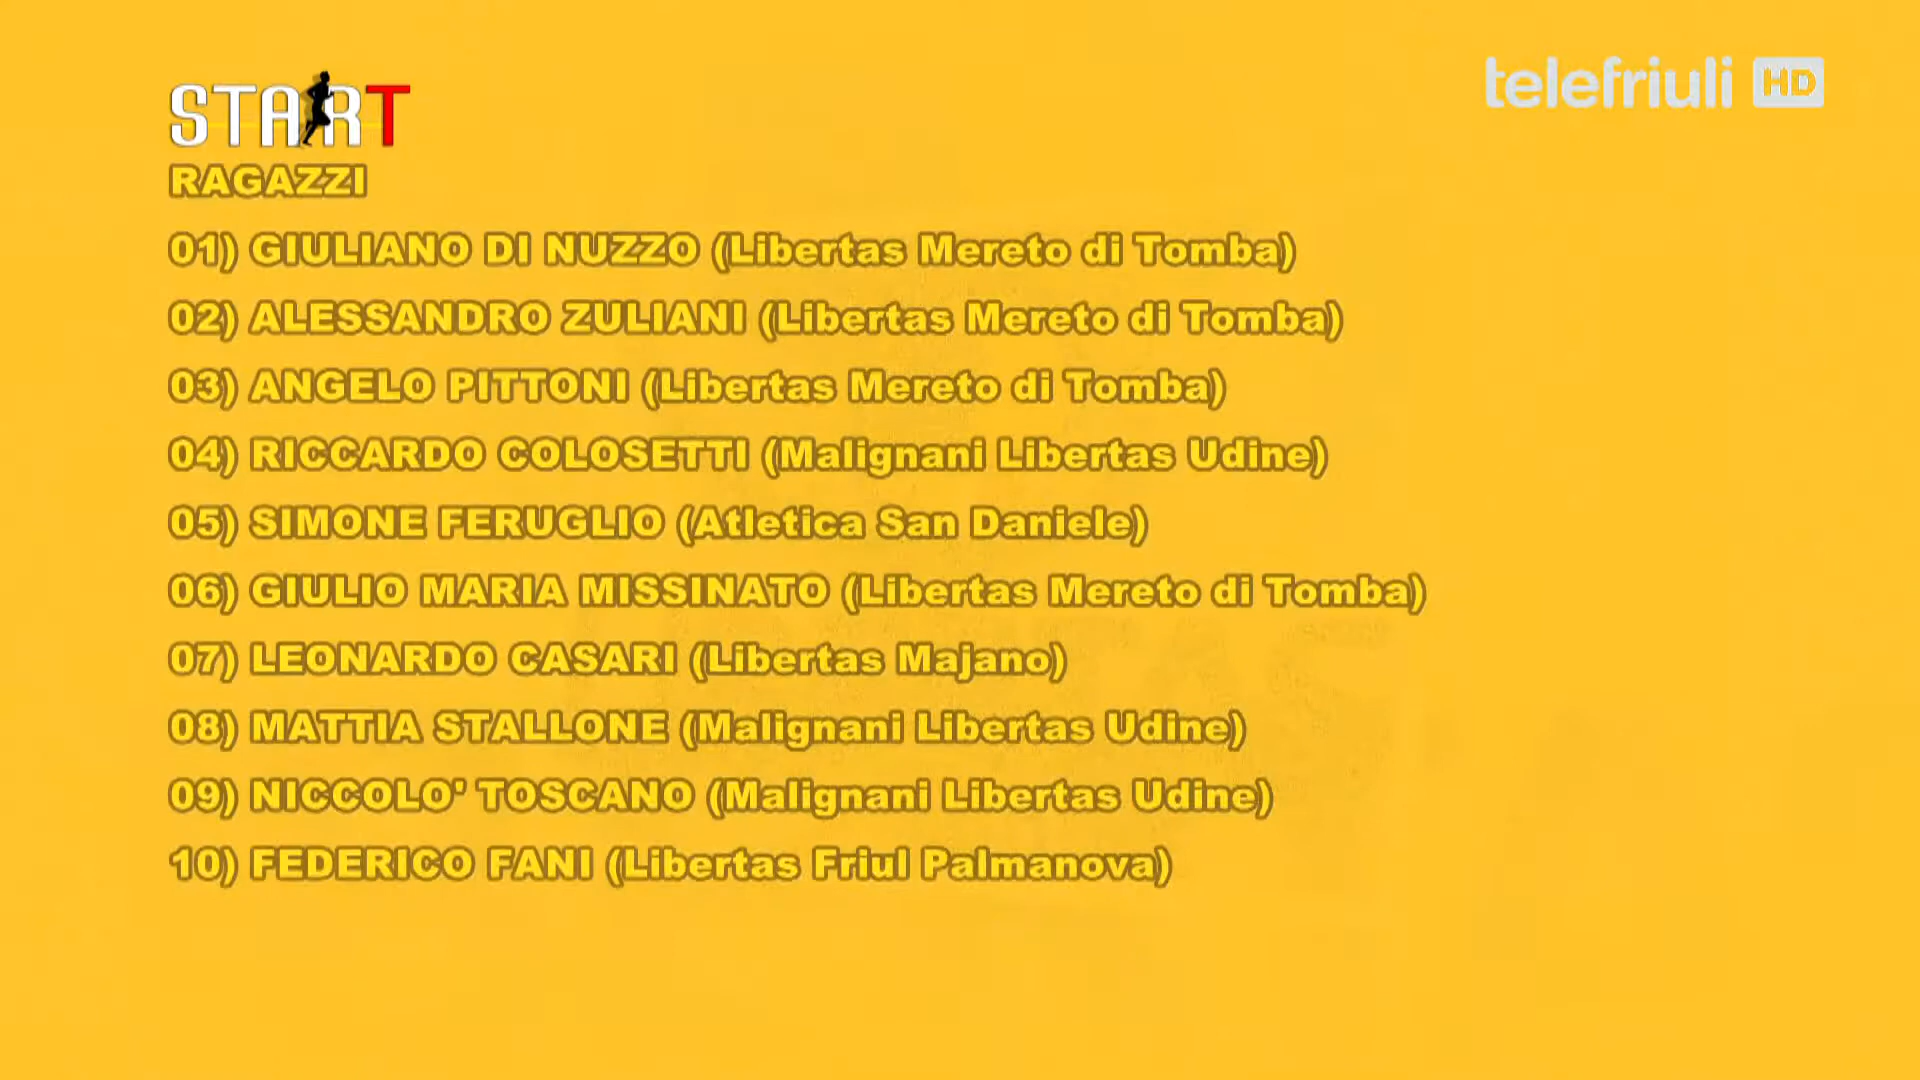 START
telefriuli HD
RAGAZZI
01) GIULIANO DI NUZZO (Libertas Mereto di Tomba)
02) ALESSANDRO ZULIANI (Libertas Mereto di Tomba)
03) ANGELO PITTONI (Libertas Mereto di Tomba)
04) RICCARDO COLOSETTI (Malignani Libertas Udine)
05) SIMONE FERUGLIO (Atletica San Daniele)
06) GIULIO MARIA MISSINATO (Libertas Mereto di Tomba)
07) LEONARDO CASARI (Libertas Majano)
08) MATTIA STALLONE (Malignani Libertas Udine)
09) NICCOLO' TOSCANO (Malignani Libertas Udine)
10) FEDERICO FANI (Libertas Friul Palmanova)